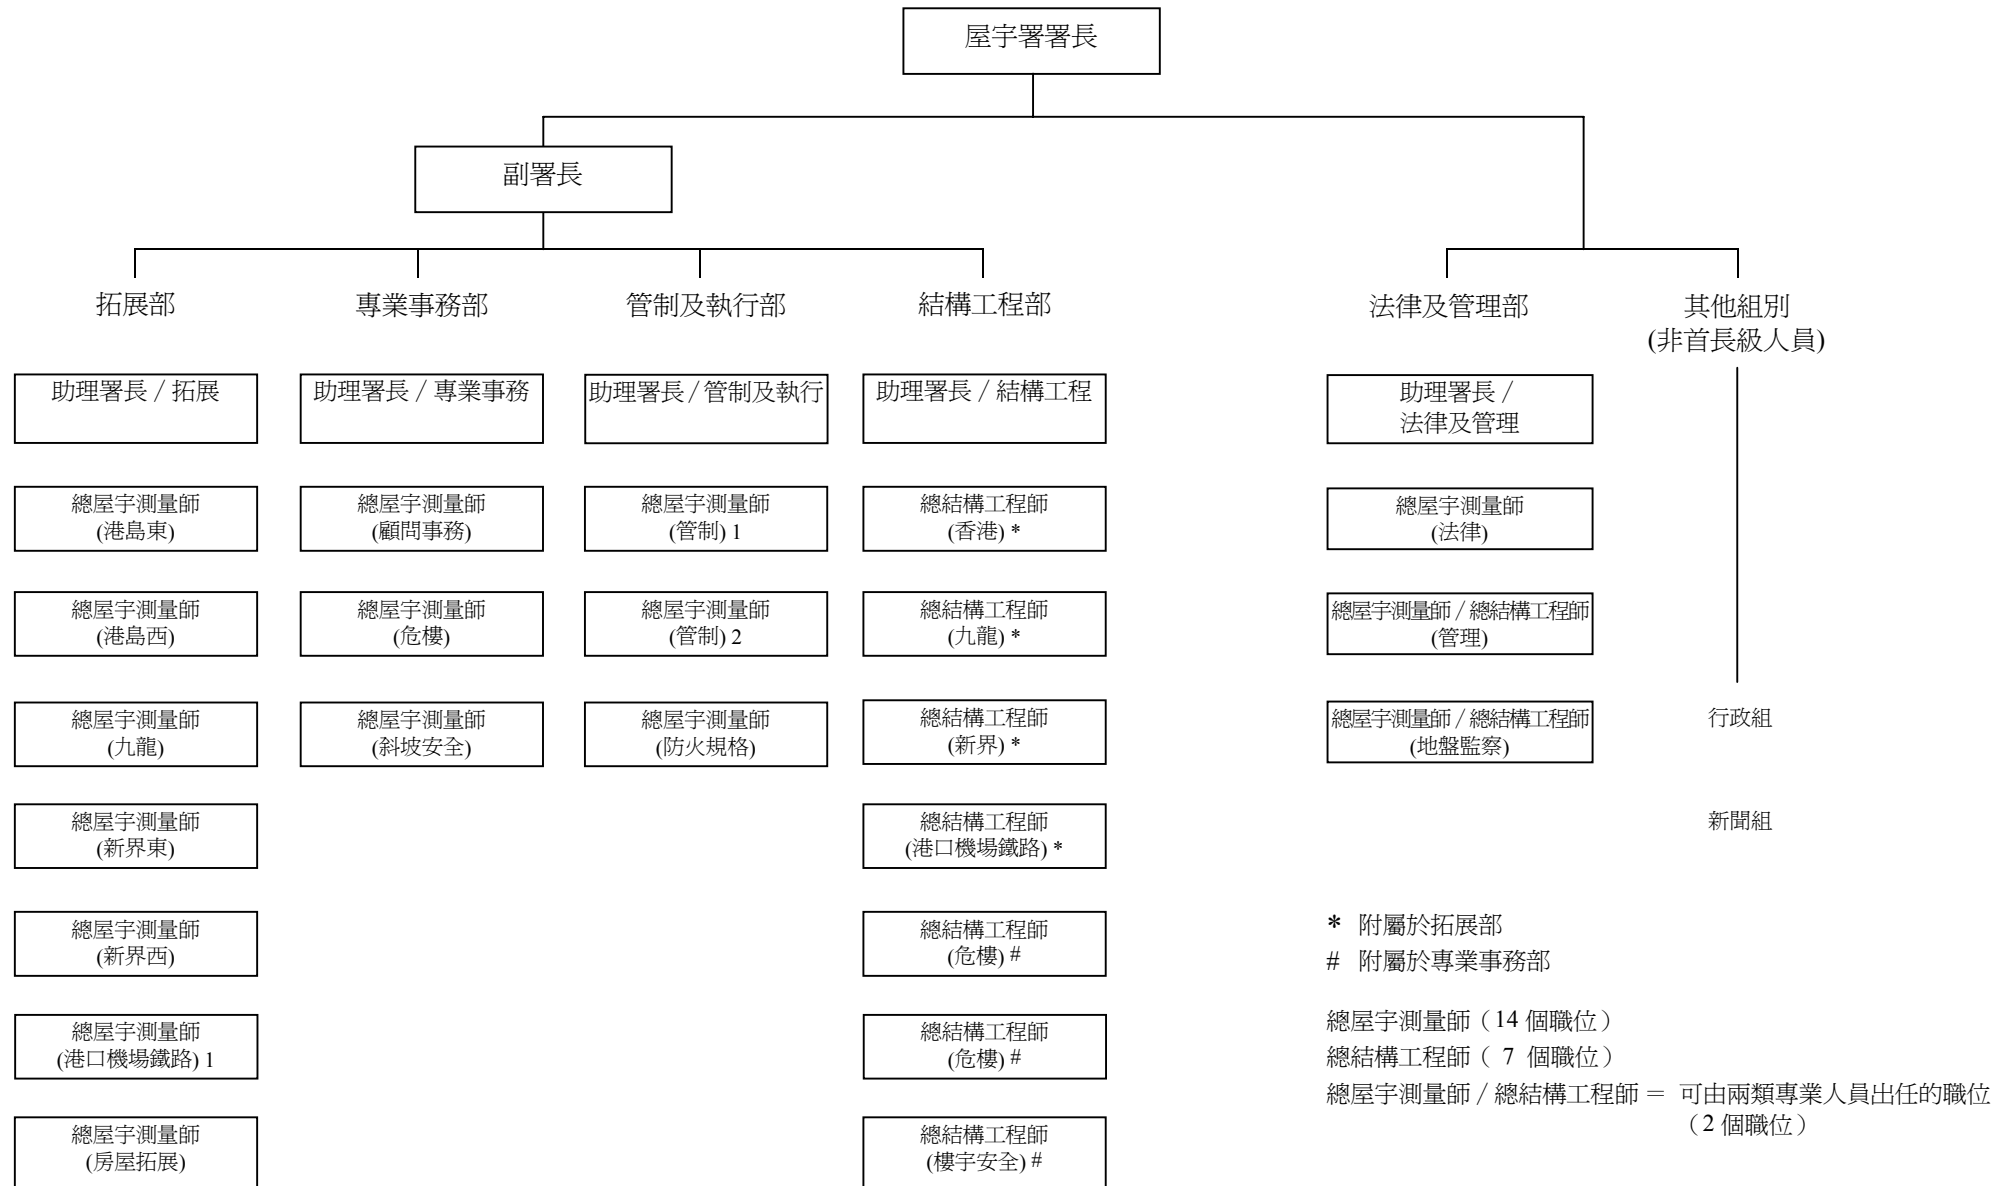 屋宇署署長
副署長
拓展部
專業事務部
管制及執行部
結構工程部
法律及管理部
其他組別
(非首長級人員)
助理署長 / 拓展
助理署長 / 專業事務
助理署長 / 管制及執行
助理署長 / 結構工程
助理署長 /
法律及管理
總屋宇測量師
(港島東)
總屋宇測量師
(顧問事務)
總屋宇測量師
(管制) 1
總結構工程師
(香港) *
總屋宇測量師
(法律)
總屋宇測量師
(港島西)
總屋宇測量師
(危樓)
總屋宇測量師
(管制) 2
總結構工程師
(九龍) *
總屋宇測量師 / 總結構工程師
(管理)
總屋宇測量師
(九龍)
總屋宇測量師
(斜坡安全)
總屋宇測量師
(防火規格)
總結構工程師
(新界) *
總屋宇測量師 / 總結構工程師
(地盤監察)
行政組
總屋宇測量師
(新界東)
總結構工程師
(港口機場鐵路) *
新聞組
總屋宇測量師
(新界西)
總結構工程師
(危樓) #
* 附屬於拓展部
# 附屬於專業事務部
總屋宇測量師
(港口機場鐵路) 1
總結構工程師
(危樓) #
總屋宇測量師（14 個職位）
總結構工程師（ 7 個職位）
總屋宇測量師 / 總結構工程師 ＝ 可由兩類專業人員出任的職位
（2 個職位）
總屋宇測量師
(房屋拓展)
總結構工程師
(樓宇安全) #